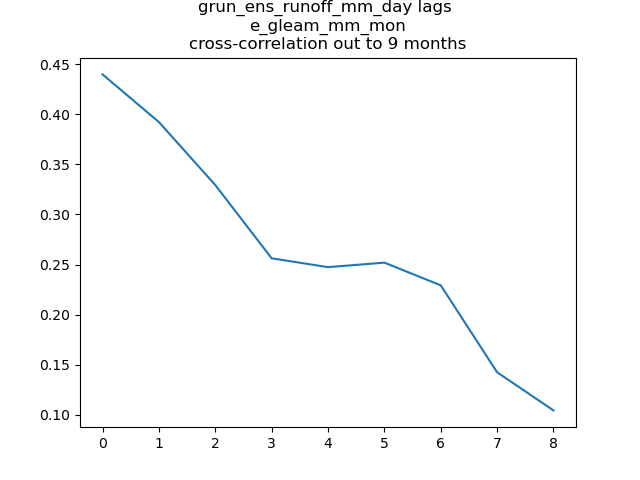 grun_ens_runoff_mm_day lags
e_gleam_mm_mon
cross-correlation out to 9 months
0.45
0.40
0.35
0.30
0.25
0.20
0.15
0.10
0 1 2 3 4 5 6 7 8